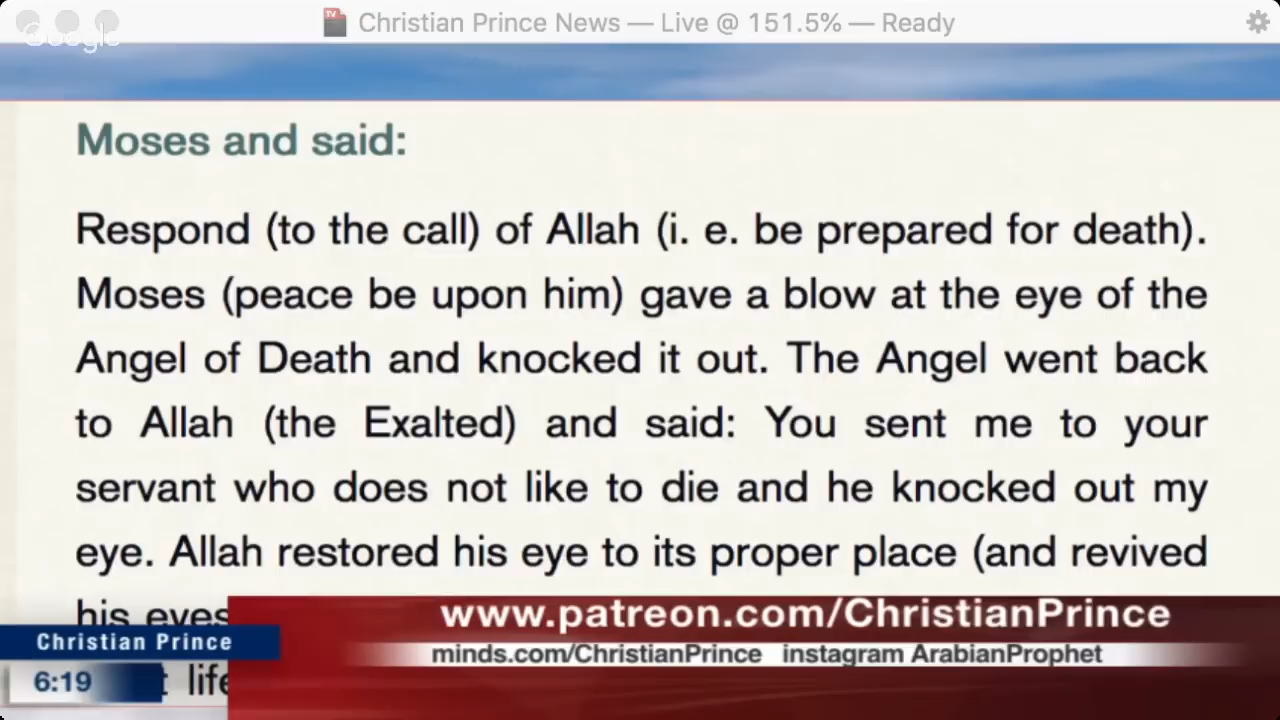 Christian Prince News — Live @ 151.5% — Ready
Google
Moses and said:
Respond (to the call) of Allah (i. e. be prepared for death).
Moses (peace be upon him) gave a blow at the eye of the
Angel of Death and knocked it out. The Angel went back
to Allah (the Exalted) and said: You sent me to your
servant who does not like to die and he knocked out my
eye. Allah restored his eye to its proper place (and revived
his eyes
www.patreon.com/ChristianPrince
Christian Prince
minds.com/ChristianPrince instagram ArabianProphet
6:19
life